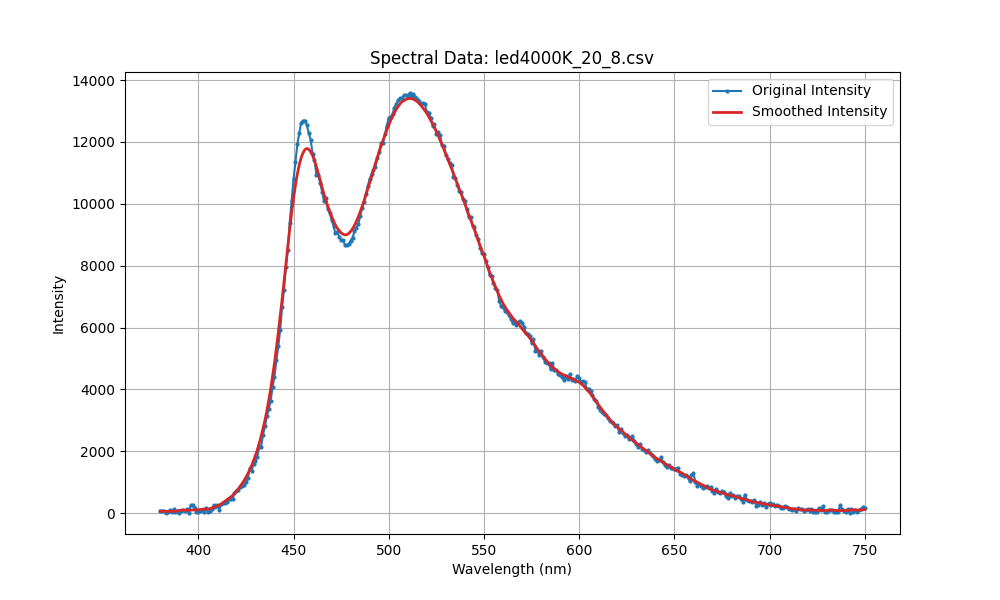 Spectral Data: led4000K_20_8.csv
Original Intensity
Smoothed Intensity
14000
12000
10000
8000
6000
4000
2000
0
Intensity
400 450 500 550 600 650 700 750
Wavelength (nm)